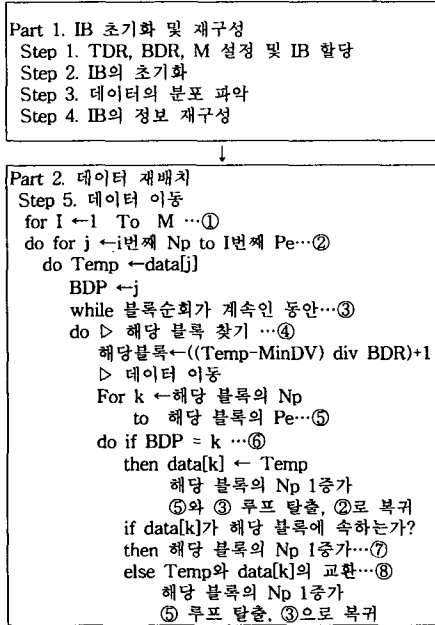 Part 1. IB 초기화 및 재구성
Step 1. TDR, BDR, M 설정 및 IB 할당
Step 2. IB의 초기화
Step 3. 데이터의 분포 파악
Step 4. IB의 정보 재구성
↓
Part 2. 데이터 재배치
Step 5. 데이터 이동
for I ←1 To M …①
do for j ←i번째 Np to I번째 Pe…②
do Temp ←data[j]
BDP ←j
while 블록순회가 계속인 동안…③
do ▷ 해당 블록 찾기 …④
해당블록←((Temp-MinDV) div BDR)+1
▷ 데이터 이동
For k ←해당 블록의 Np
to 해당 블록의 Pe…⑤
do if BDP = k …⑥
then data[k] ← Temp
해당 블록의 Np 1증가
⑤와 ③ 루프 탈출, ②로 복귀
if data[k]가 해당 블록에 속하는가?
then 해당 블록의 Np 1증가…⑦
else Temp와 data[k]의 교환…⑧
해당 블록의 Np 1증가
⑤ 루프 탈출, ③으로 복귀